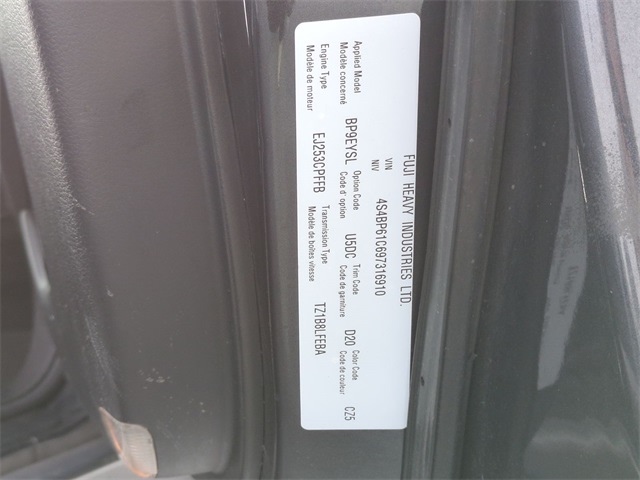 FUJI HEAVY INDUSTRIES LTD.
VIN
NIV
4S4BP61C697316910
Applied Model
Modèle concerné
BP9EYSL
Option Code
Code d' option
U5DC
Trim Code
Code de garniture
D20
Color Code
Code de couleur
CZ5
Engine Type
Modèle de moteur
EJ253CPFFB
Transmission Type
Modèle de boîtes vitesse
TZ1B8LFEBA